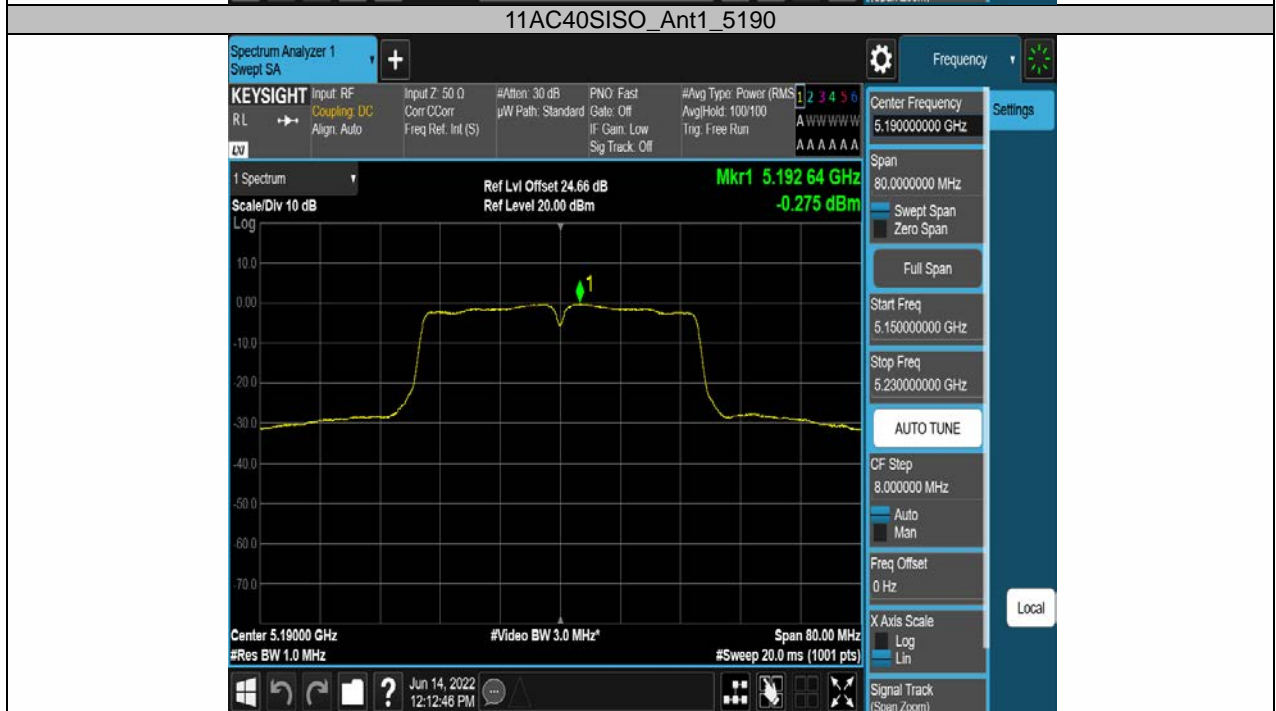 (Span Zoom)
11AC40SISO_Ant1_5190
Spectrum Analyzer 1
Swept SA
+
Frequency
KEYSIGHT
RL
LXI
Input: RF
Coupling: DC
Align: Auto
Input Z: 50 Ω
Corr CCorr
Freq Ref: Int (S)
#Atten: 30 dB
µW Path: Standard
PNO: Fast
Gate: Off
IF Gain: Low
Sig Track: Off
#Avg Type: Power (RMS
Avg|Hold: 100/100
Trig: Free Run
1 2 3 4 5 6
A W W W W W
A A A A A A
Center Frequency
5.190000000 GHz
Settings
1 Spectrum
Scale/Div 10 dB
Log
Ref Lvl Offset 24.66 dB
Ref Level 20.00 dBm
Mkr1 5.192 64 GHz
-0.275 dBm
Span
80.0000000 MHz
Swept Span
Zero Span
Full Span
Start Freq
5.150000000 GHz
Stop Freq
5.230000000 GHz
AUTO TUNE
CF Step
8.000000 MHz
Auto
Man
Freq Offset
0 Hz
X Axis Scale
Log
Lin
Signal Track
(Span Zoom)
Local
10.0
0.00
-10.0
-20.0
-30.0
-40.0
-50.0
-60.0
-70.0
1
Center 5.19000 GHz
#Res BW 1.0 MHz
#Video BW 3.0 MHz*
Span 80.00 MHz
#Sweep 20.0 ms (1001 pts)
?
Jun 14, 2022
12:12:46 PM